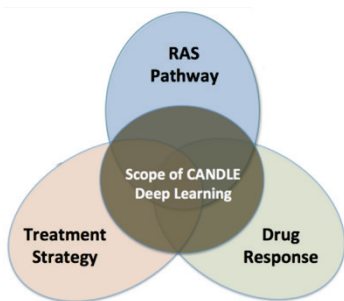 RAS
Pathway
Scope of CANDLE
Deep Learning
Treatment
Strategy
Drug
Response